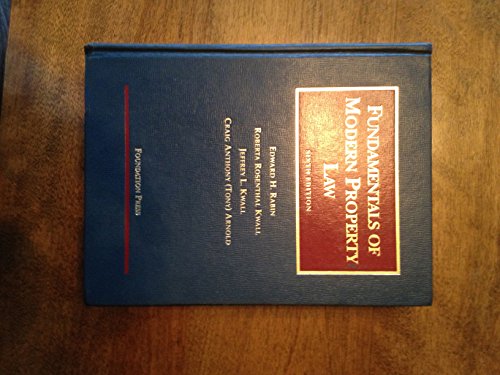 FUNDAMENTALS OF
MODERN PROPERTY
LAW
SIXTH EDITION
EDWARD H. RABIN
ROBERTA ROSENTHAL KWALL
JEFFREY L. KWALL
CRAIG ANTHONY (TONY) ARNOLD
FOUNDATION PRESS